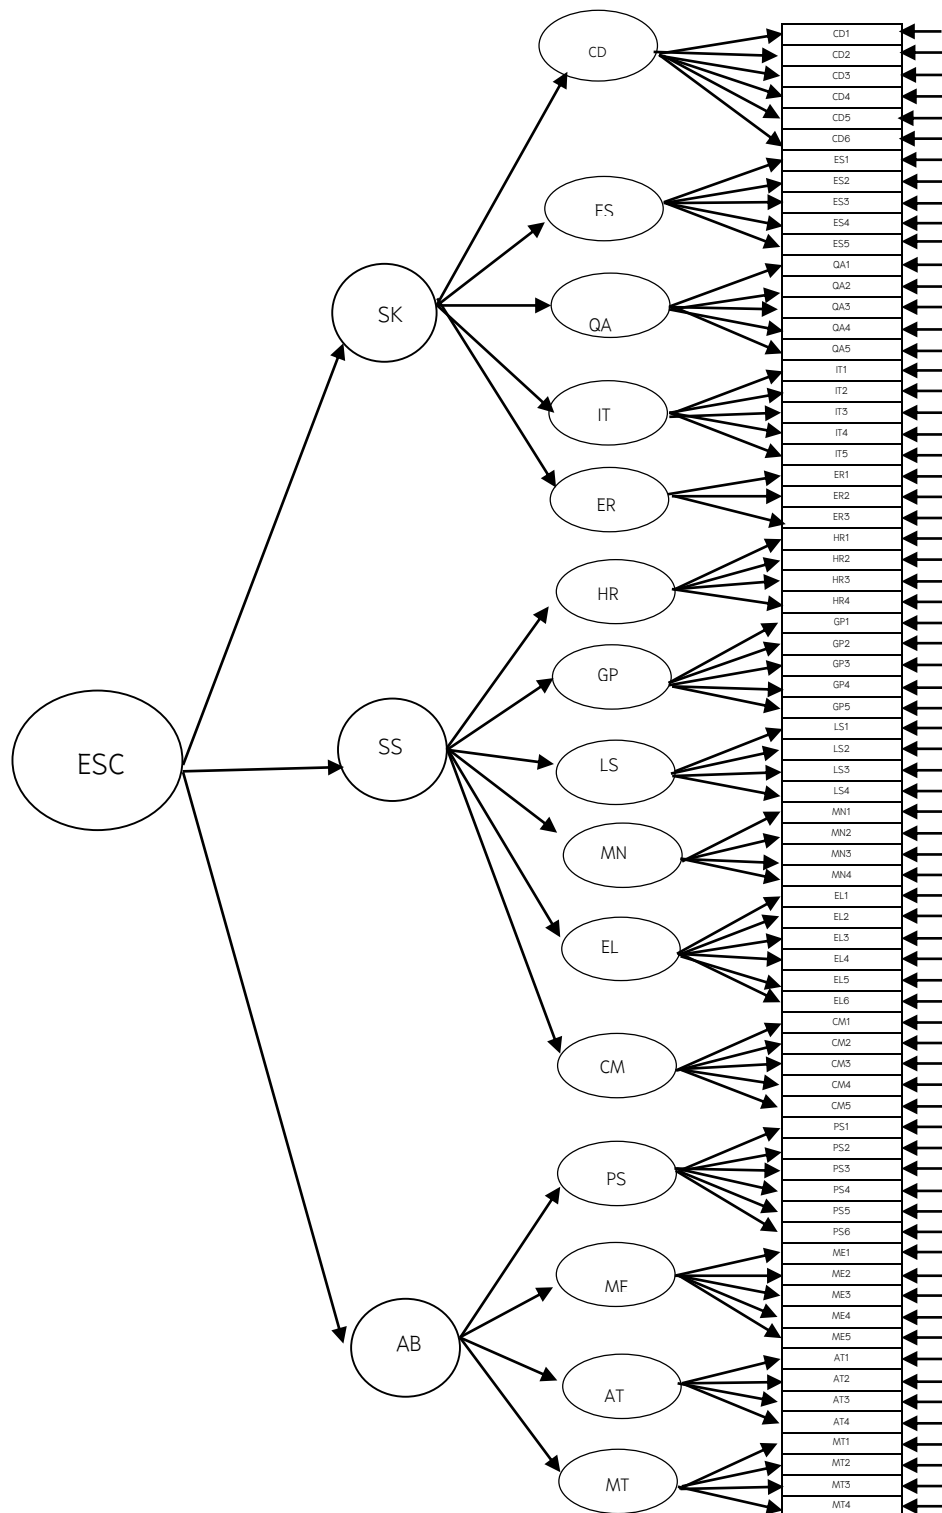 ESC
SK
SS
AB
CD
ES
QA
IT
ER
HR
GP
LS
MN
EL
CM
PS
MF
AT
MT
CD1
CD2
CD3
CD4
CD5
CD6
ES1
ES2
ES3
ES4
ES5
QA1
QA2
QA3
QA4
QA5
IT1
IT2
IT3
IT4
IT5
ER1
ER2
ER3
HR1
HR2
HR3
HR4
GP1
GP2
GP3
GP4
GP5
LS1
LS2
LS3
LS4
MN1
MN2
MN3
MN4
EL1
EL2
EL3
EL4
EL5
EL6
CM1
CM2
CM3
CM4
CM5
PS1
PS2
PS3
PS4
PS5
PS6
ME1
ME2
ME3
ME4
ME5
AT1
AT2
AT3
AT4
MT1
MT2
MT3
MT4